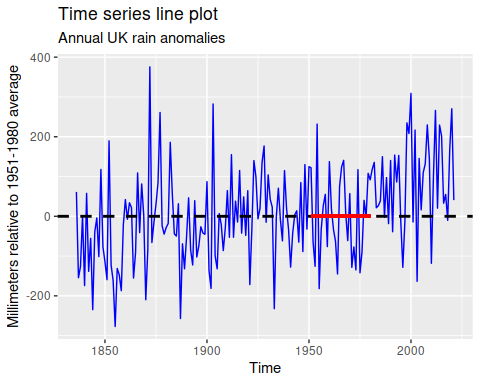 Time series line plot
Annual UK rain anomalies
Millimeters relative to 1951-1980 average
400
200
0
-200
1850
1900
1950
2000
Time